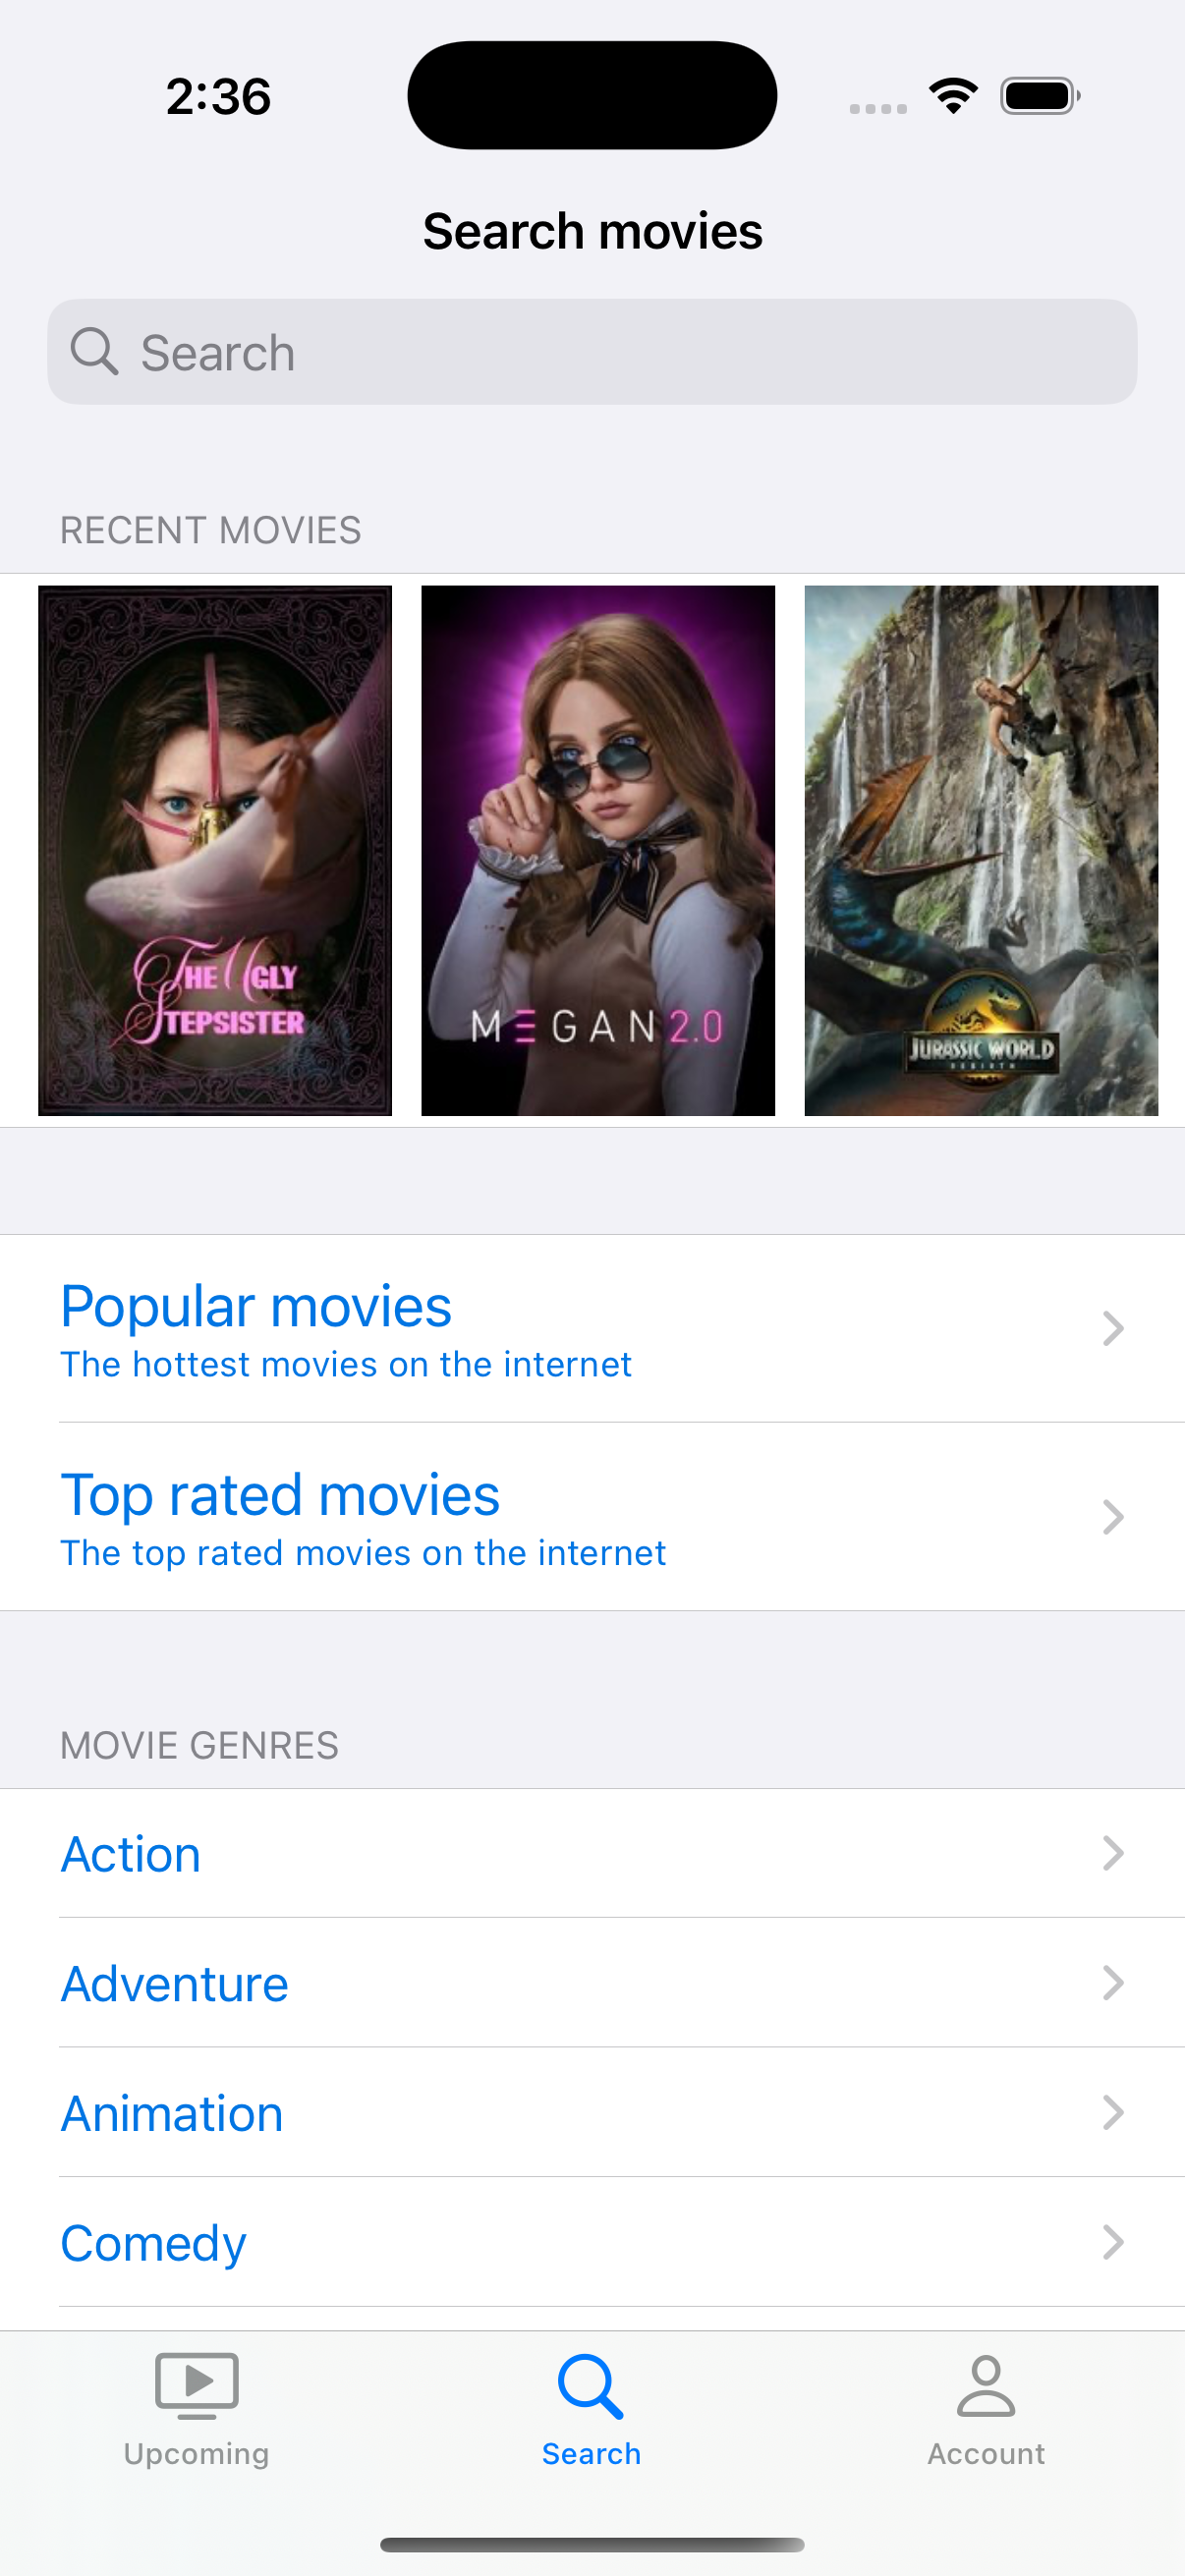 2:36
Search movies
Search
RECENT MOVIES
The Ugly
Stepsister
MΞGAN 2.0
JURASSIC WORLD
REBIRTH
Popular movies
The hottest movies on the internet
Top rated movies
The top rated movies on the internet
MOVIE GENRES
Action
Adventure
Animation
Comedy
Upcoming
Search
Account